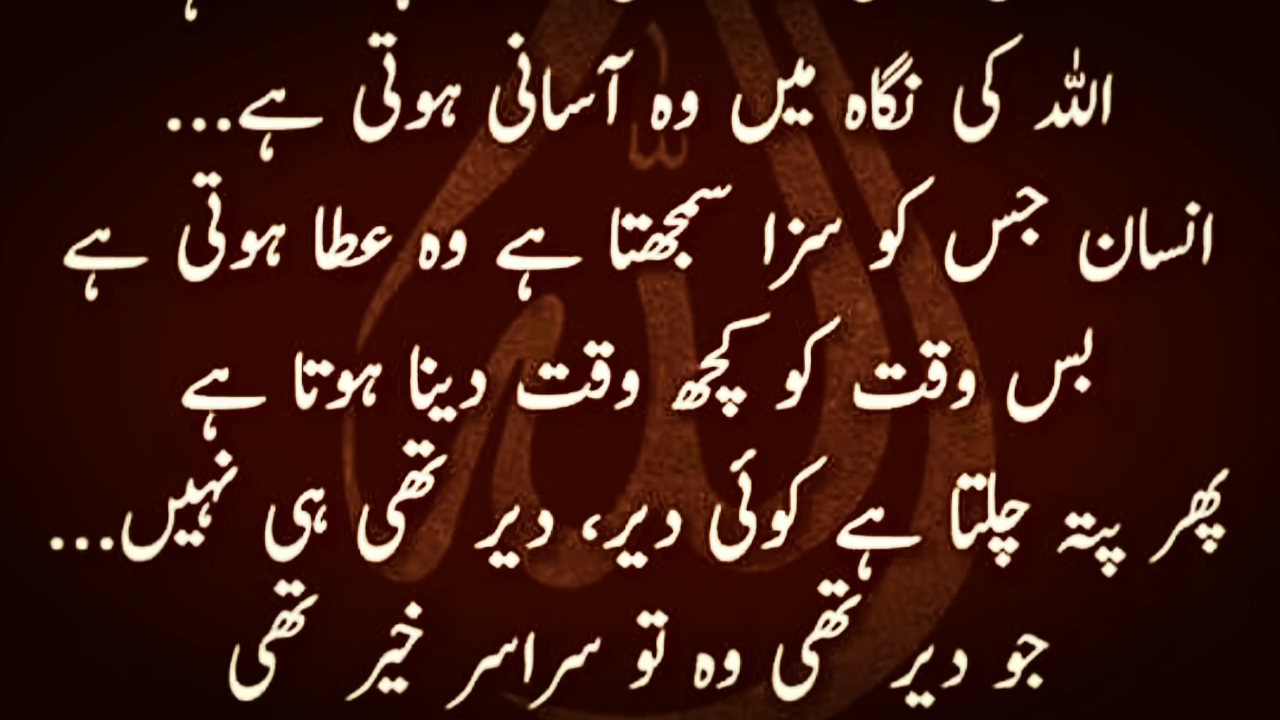 اللہ کی نگاہ میں وہ آسانی ہوتی ہے...
انسان جس کو سزا سمجھتا ہے وہ عطا ہوتی ہے
بس وقت کو کچھ وقت دینا ہوتا ہے
پھر پتہ چلتا ہے کوئی دیر، دیر تھی ہی نہیں...
جو دیر تھی وہ تو سراسر خیر تھی